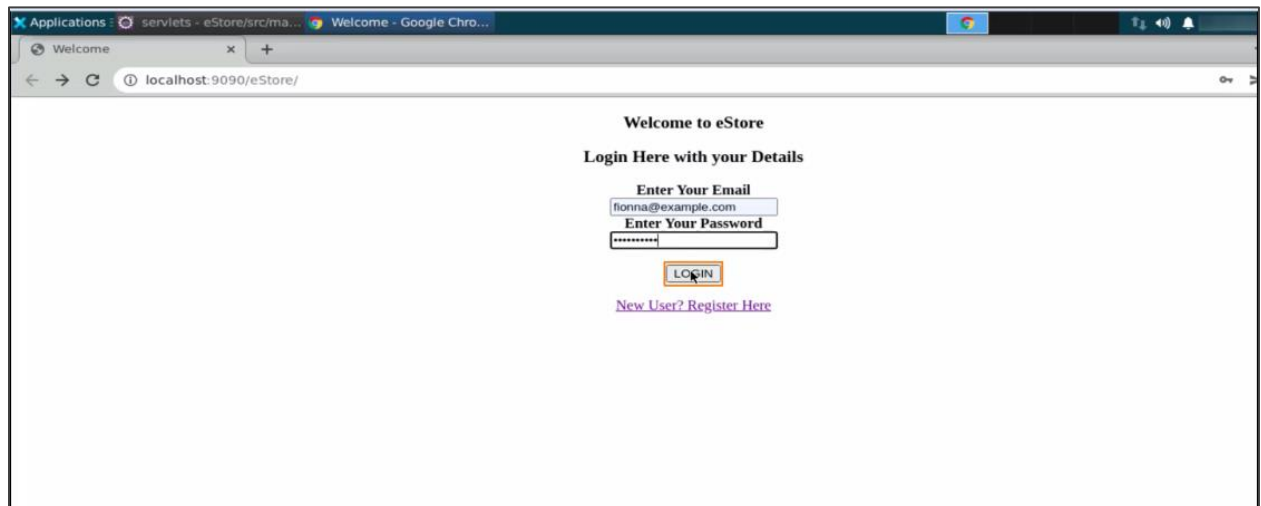 Applications : servlets - eStore/src/ma... Welcome - Google Chro...
Welcome × +
localhost:9090/eStore/
Welcome to eStore
Login Here with your Details
Enter Your Email
fionna@example.com
Enter Your Password
••••••••••
LOGIN
New User? Register Here